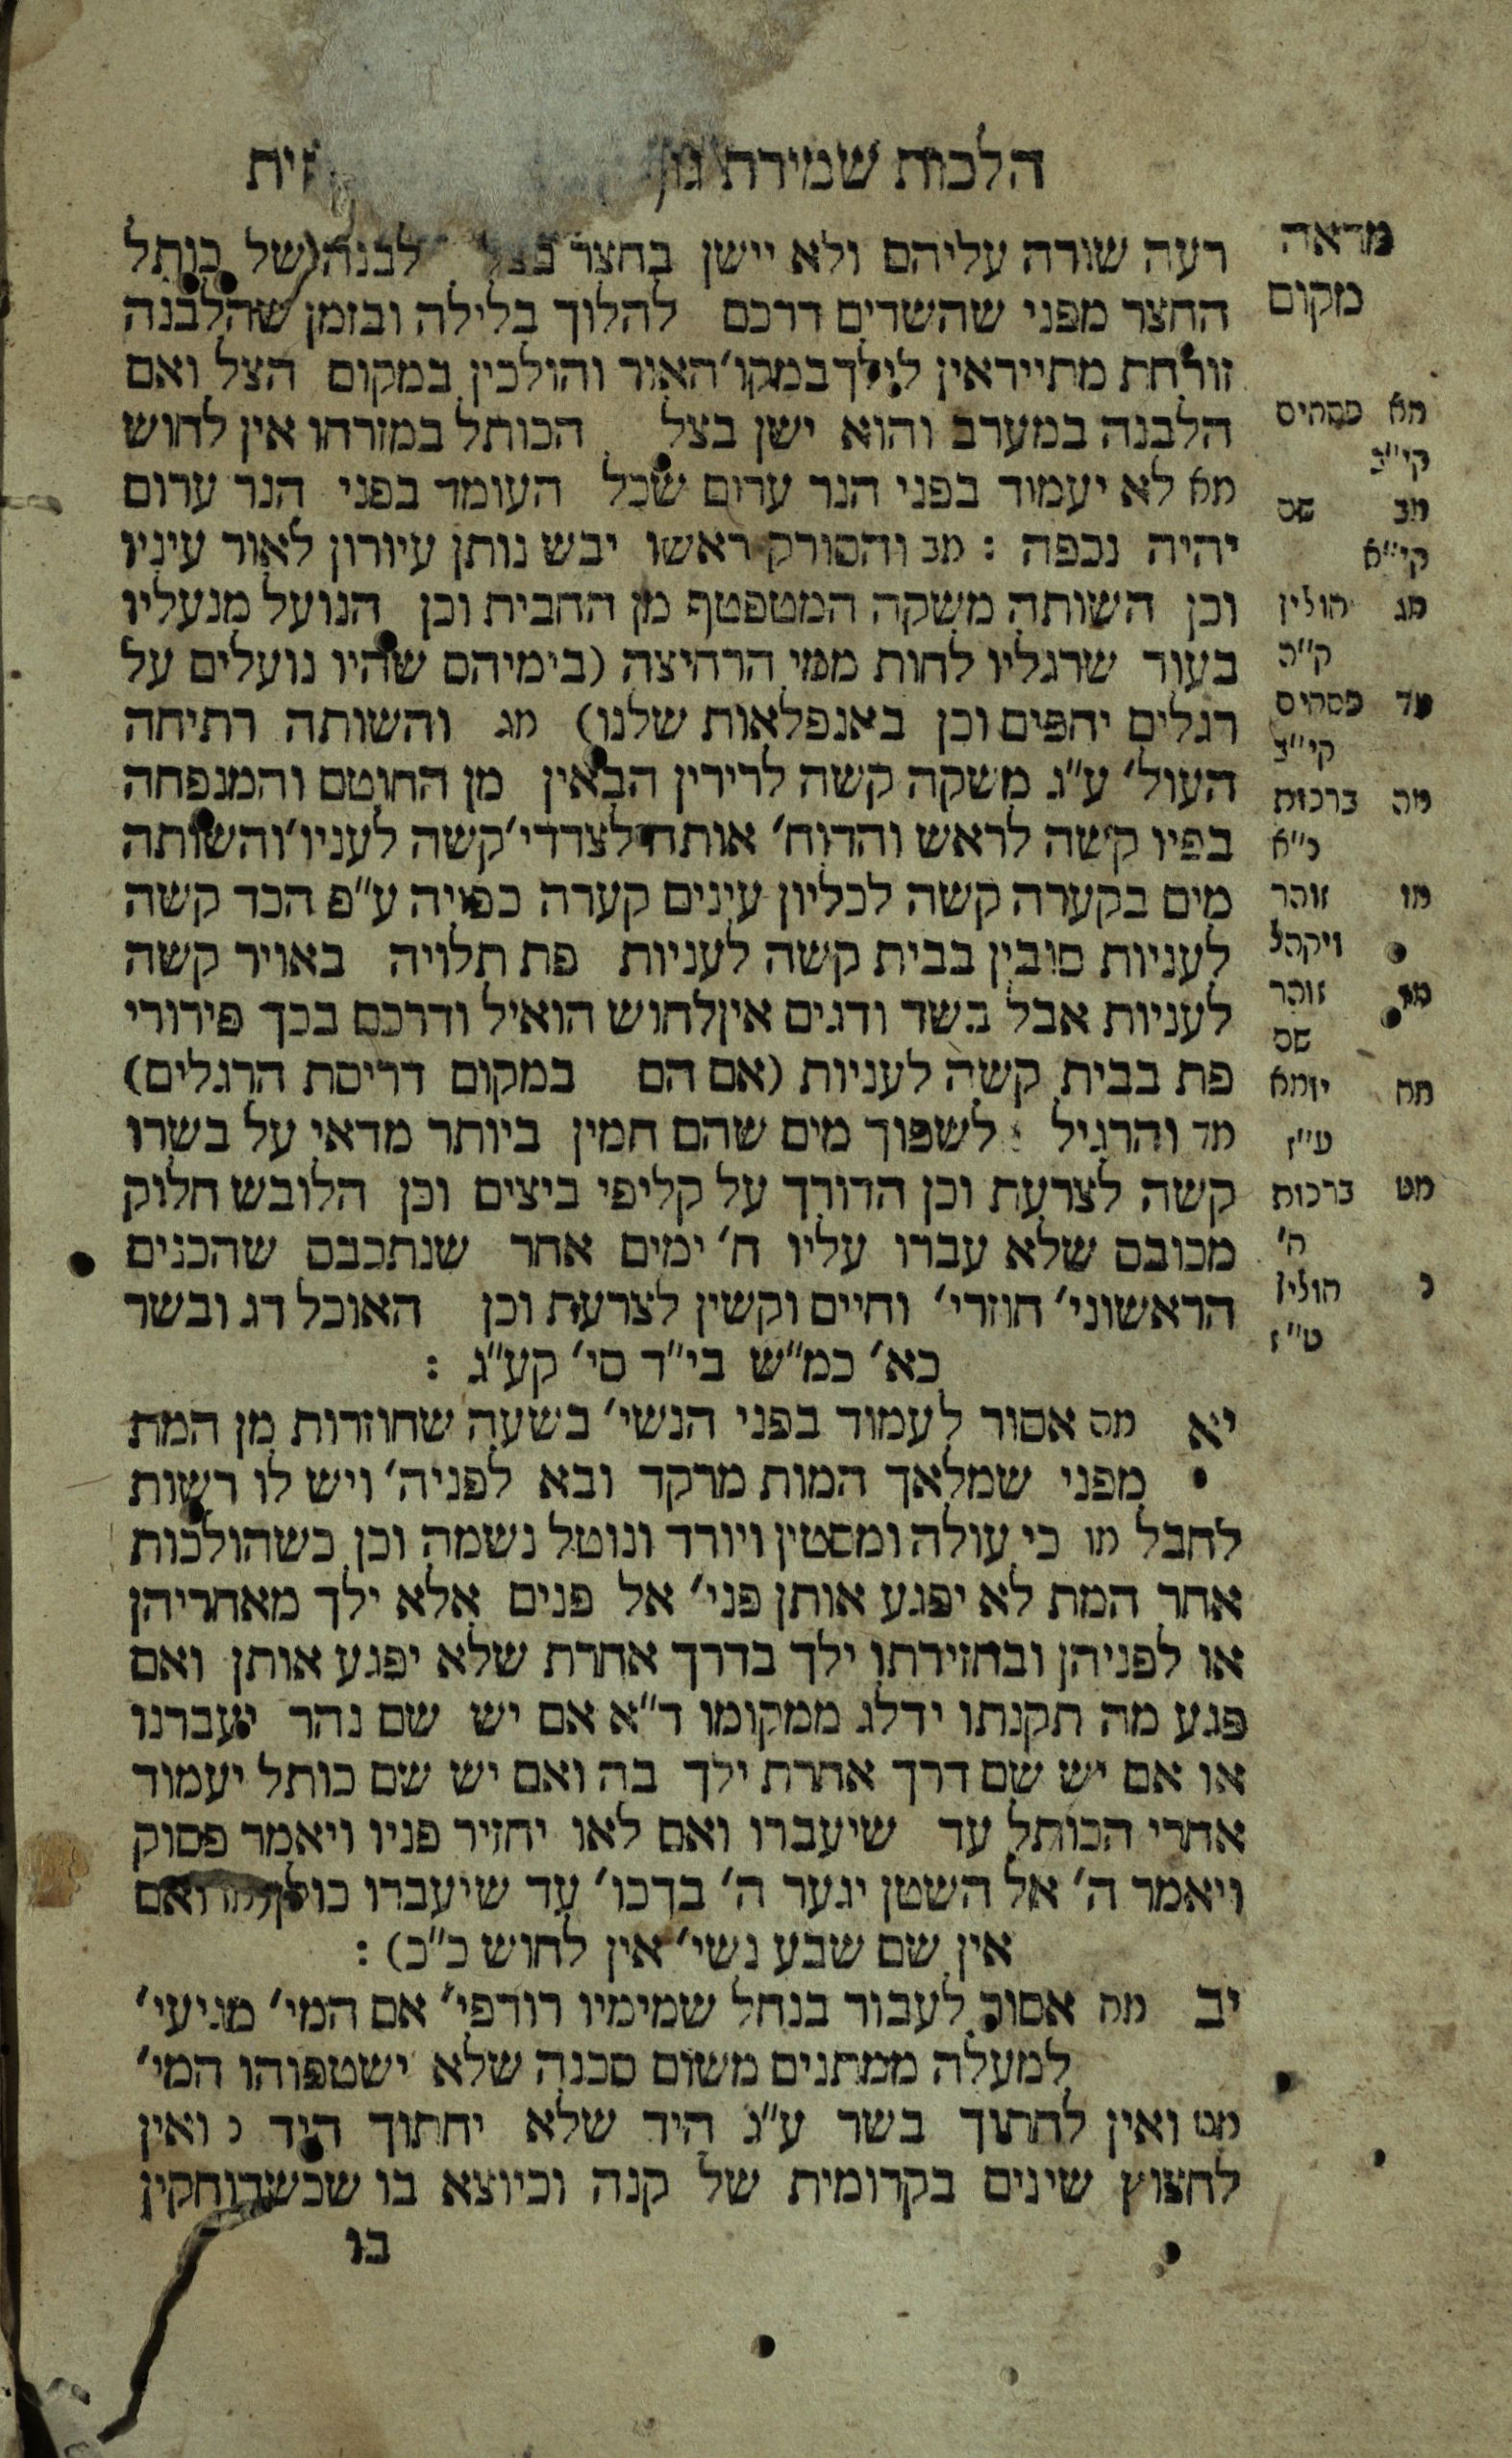 הלכות שמירת
רעה שורה עליהם ולא יישן בחצר בצל לבנה (של כותל
החצר מפני שהשדים דרכם להלוך בלילה ובזמן שהלבנה
זורחת מתייראין לילך במקו' האור והולכין במקום הצל ואם
הלבנה במערב והוא ישן בצל הכותל במזרחו אין לחוש
מא לא יעמוד בפני הנר ערום שכל העומד בפני הנר ערום
יהיה נכפה : מב והסורק ראשו יבש נותן עיורון לאור עיניו
וכן השותה משקה המטפטף מן החבית וכן הנועל מנעליו
בעוד שרגליו לחות ממי הרחיצה (בימיהם שהיו נועלים על
רגלים יחפים וכן באנפלאות שלנו) מג והשותה רתיחה
העול' ע"ג משקה קשה לרירין הבאין מן החוטם והמנפחה
בפיו קשה לראש והדוח' אותה לצדדי' קשה לעניו' והשותה
מים בקערה קשה לכליון עינים קערה כפויה ע"פ הכד קשה
לעניות סובין בבית קשה לעניות פת תלויה באויר קשה
לעניות אבל בשר ודגים אין לחוש הואיל ודרכם בכך פירורי
פת בבית קשה לעניות (אם הם במקום דריסת הרגלים)
מד והרגיל לשפוך מים שהם חמין ביותר מדאי על בשרו
קשה לצרעת וכן הדורך על קליפי ביצים וכן הלובש חלוק
מכובס שלא עברו עליו ח' ימים אחר שנתכבס שהכנים
הראשוני' חוזרי' וחיים וקשין לצרעת וכן האוכל דג ובשר
כא' כמ"ש בי"ד סי' קע"ג :
יא מה אסור לעמוד בפני הנשי' בשעה שחוזרות מן המת
מפני שמלאך המות מרקד ובא לפניה' ויש לו רשות
לחבל מו כי עולה ומסטין ויורד ונוטל נשמה וכן כשהולכות
אחר המת לא יפגע אותן פני' אל פנים אלא ילך מאחריהן
או לפניהן ובחזירתו ילך בדרך אחרת שלא יפגע אותן ואם
פגע מה תקנתו ידלג ממקומו ד"א אם יש שם נהר יעברנו
או אם יש שם דרך אחרת ילך בה ואם יש שם כותל יעמוד
אחרי הכותל עד שיעברו ואם לאו יחזיר פניו ויאמר פסוק
ויאמר ה' אל השטן יגער ה' בך כו' עד שיעברו כולן ואם
אין שם שבע נשי' אין לחוש כ"כ) :
יב מח אסור לעבור בנחל שמימיו רודפי' אם המי' מגיעי'
למעלה ממתנים משום סכנה שלא ישטפוהו המי'
מט ואין לחתוך בשר ע"ג היד שלא יחתוך היד נ ואין
לחצוץ שינים בקרומית של קנה וכיוצא בו שכשדוחקין
בו
מראה
מקום
מא פסחים
קי"ב
מב שם
קי"א
מג חולין
ק"ה
מד פסחים
קי"ב
מה ברכות
נ"א
מו זוהר
ויקהל
מז זוהר
שם
מח יומא
ע"ז
מט ברכות
ח'
נ חולין
ט"ז